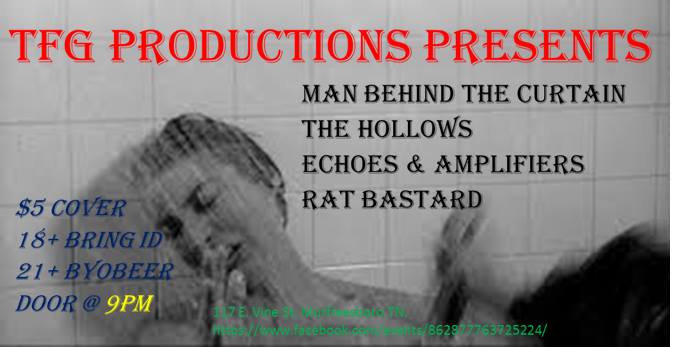 TFG PRODUCTIONS PRESENTS
MAN BEHIND THE CURTAIN
THE HOLLOWS
ECHOES & AMPLIFIERS
RAT BASTARD
$5 COVER
18+ BRING ID
21+ BYOBEER
DOOR @ 9PM
117 E. Vine St. Murfreesboro TN.
https://www.facebook.com/events/862877763725224/